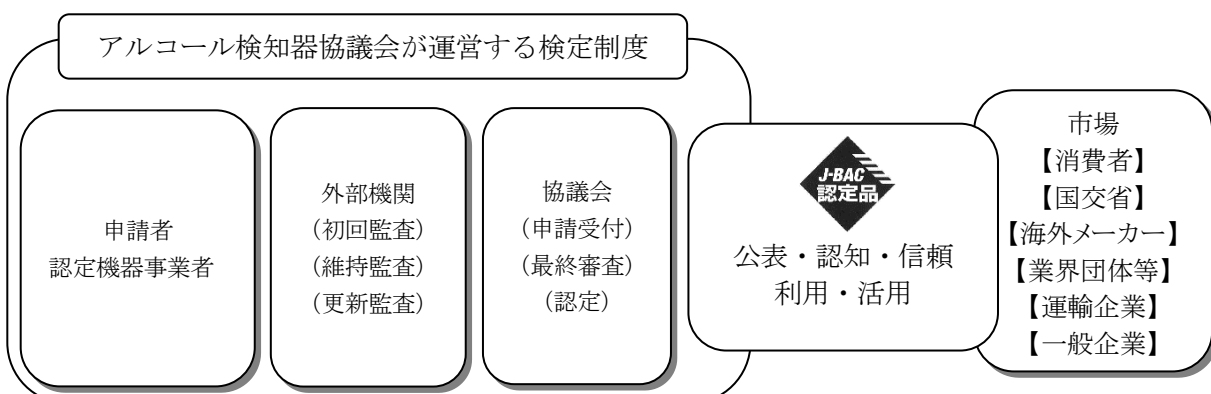 アルコール検知器協議会が運営する検定制度
申請者
認定機器事業者
外部機関
(初回監査)
(維持監査)
(更新監査)
協議会
(申請受付)
(最終審査)
(認定)
J-BAC
認定品
公表・認知・信頼
利用・活用
市場
【消費者】
【国交省】
【海外メーカー】
【業界団体等】
【運輸企業】
【一般企業】